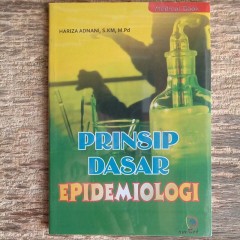 HARIZA ADNANI, S.KM, M.Pd
PRINSIP
DASAR
EPIDEMIOLOGI